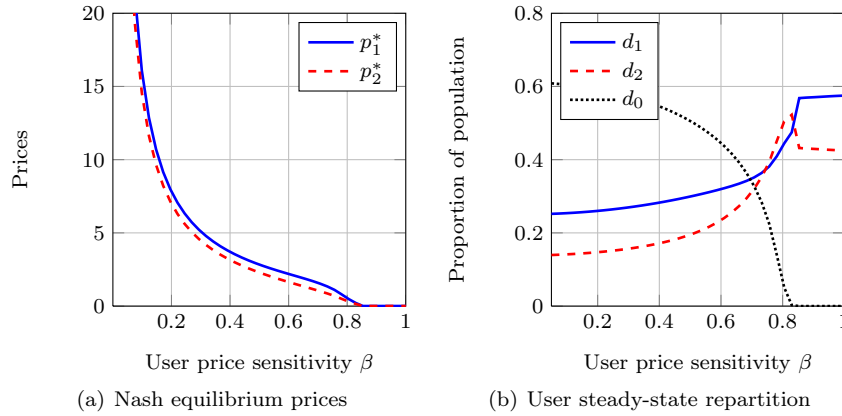 20
15
10
5
0
0.2 0.4 0.6 0.8 1
Prices
User price sensitivity β
p₁*
p₂*
(a) Nash equilibrium prices
0.8
0.6
0.4
0.2
0
0.2 0.4 0.6 0.8 1
Proportion of population
User price sensitivity β
d₁
d₂
d₀
(b) User steady-state repartition